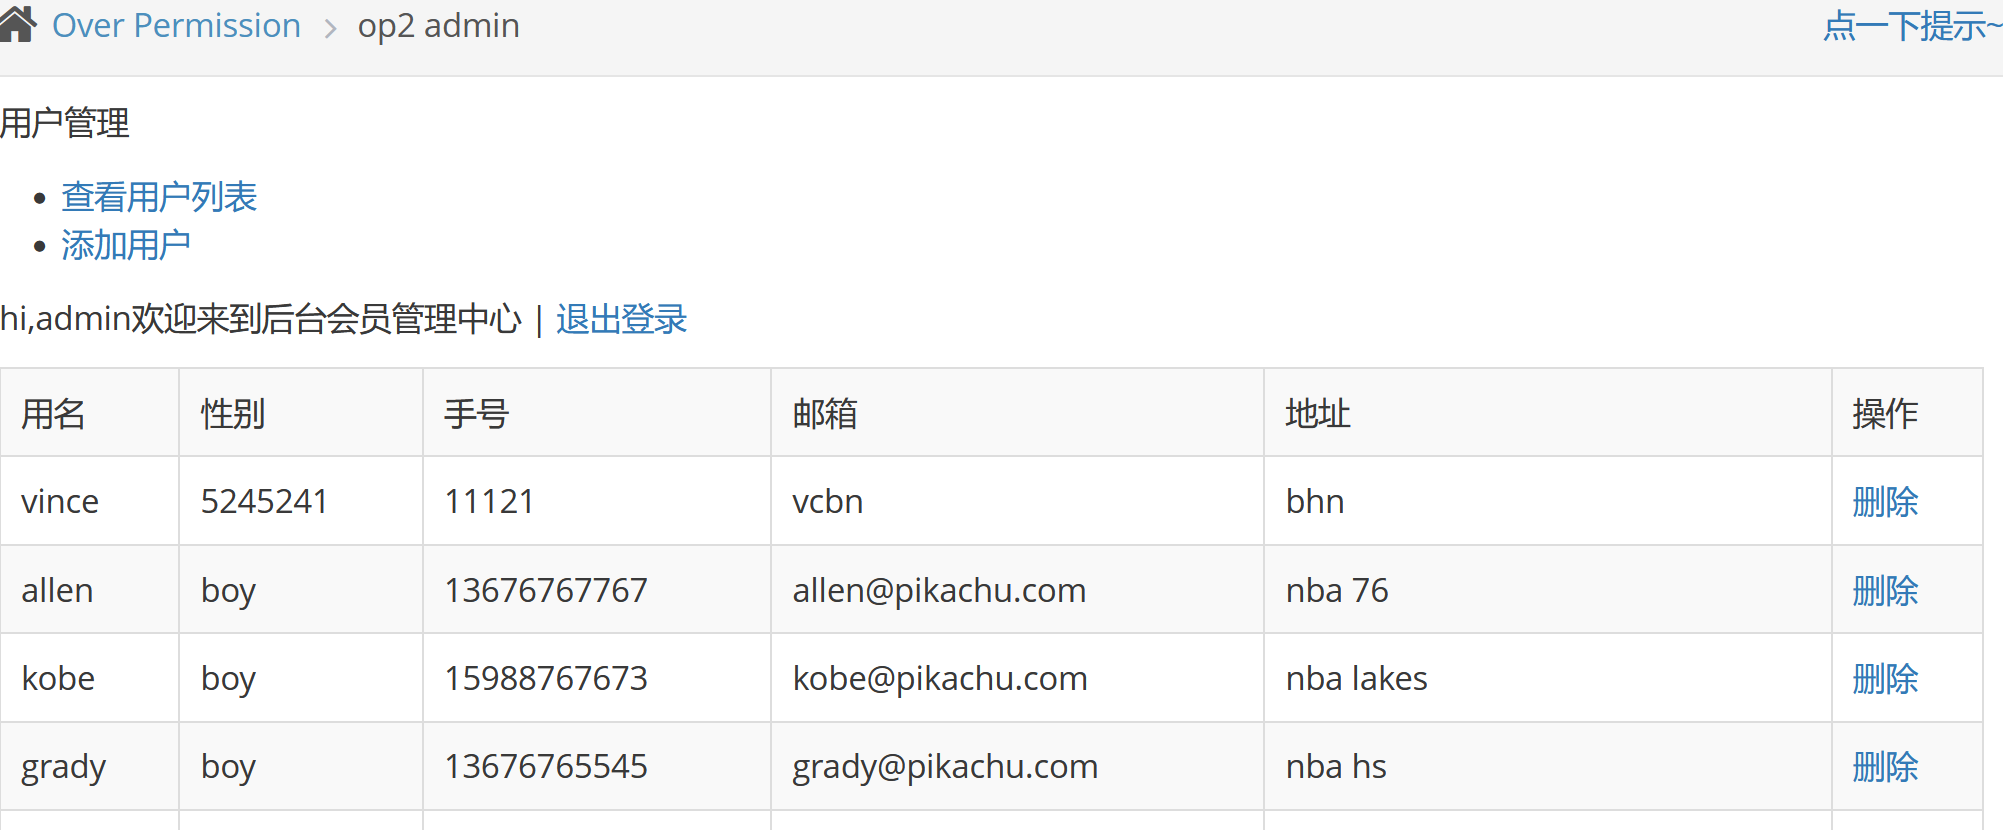 Over Permission > op2 admin 点一下提示~
用户管理
查看用户列表
添加用户
hi,admin欢迎来到后台会员管理中心 | 退出登录
用名 性别 手号 邮箱 地址 操作
vince 5245241 11121 vcbn bhn 删除
allen boy 13676767767 allen@pikachu.com nba 76 删除
kobe boy 15988767673 kobe@pikachu.com nba lakes 删除
grady boy 13676765545 grady@pikachu.com nba hs 删除